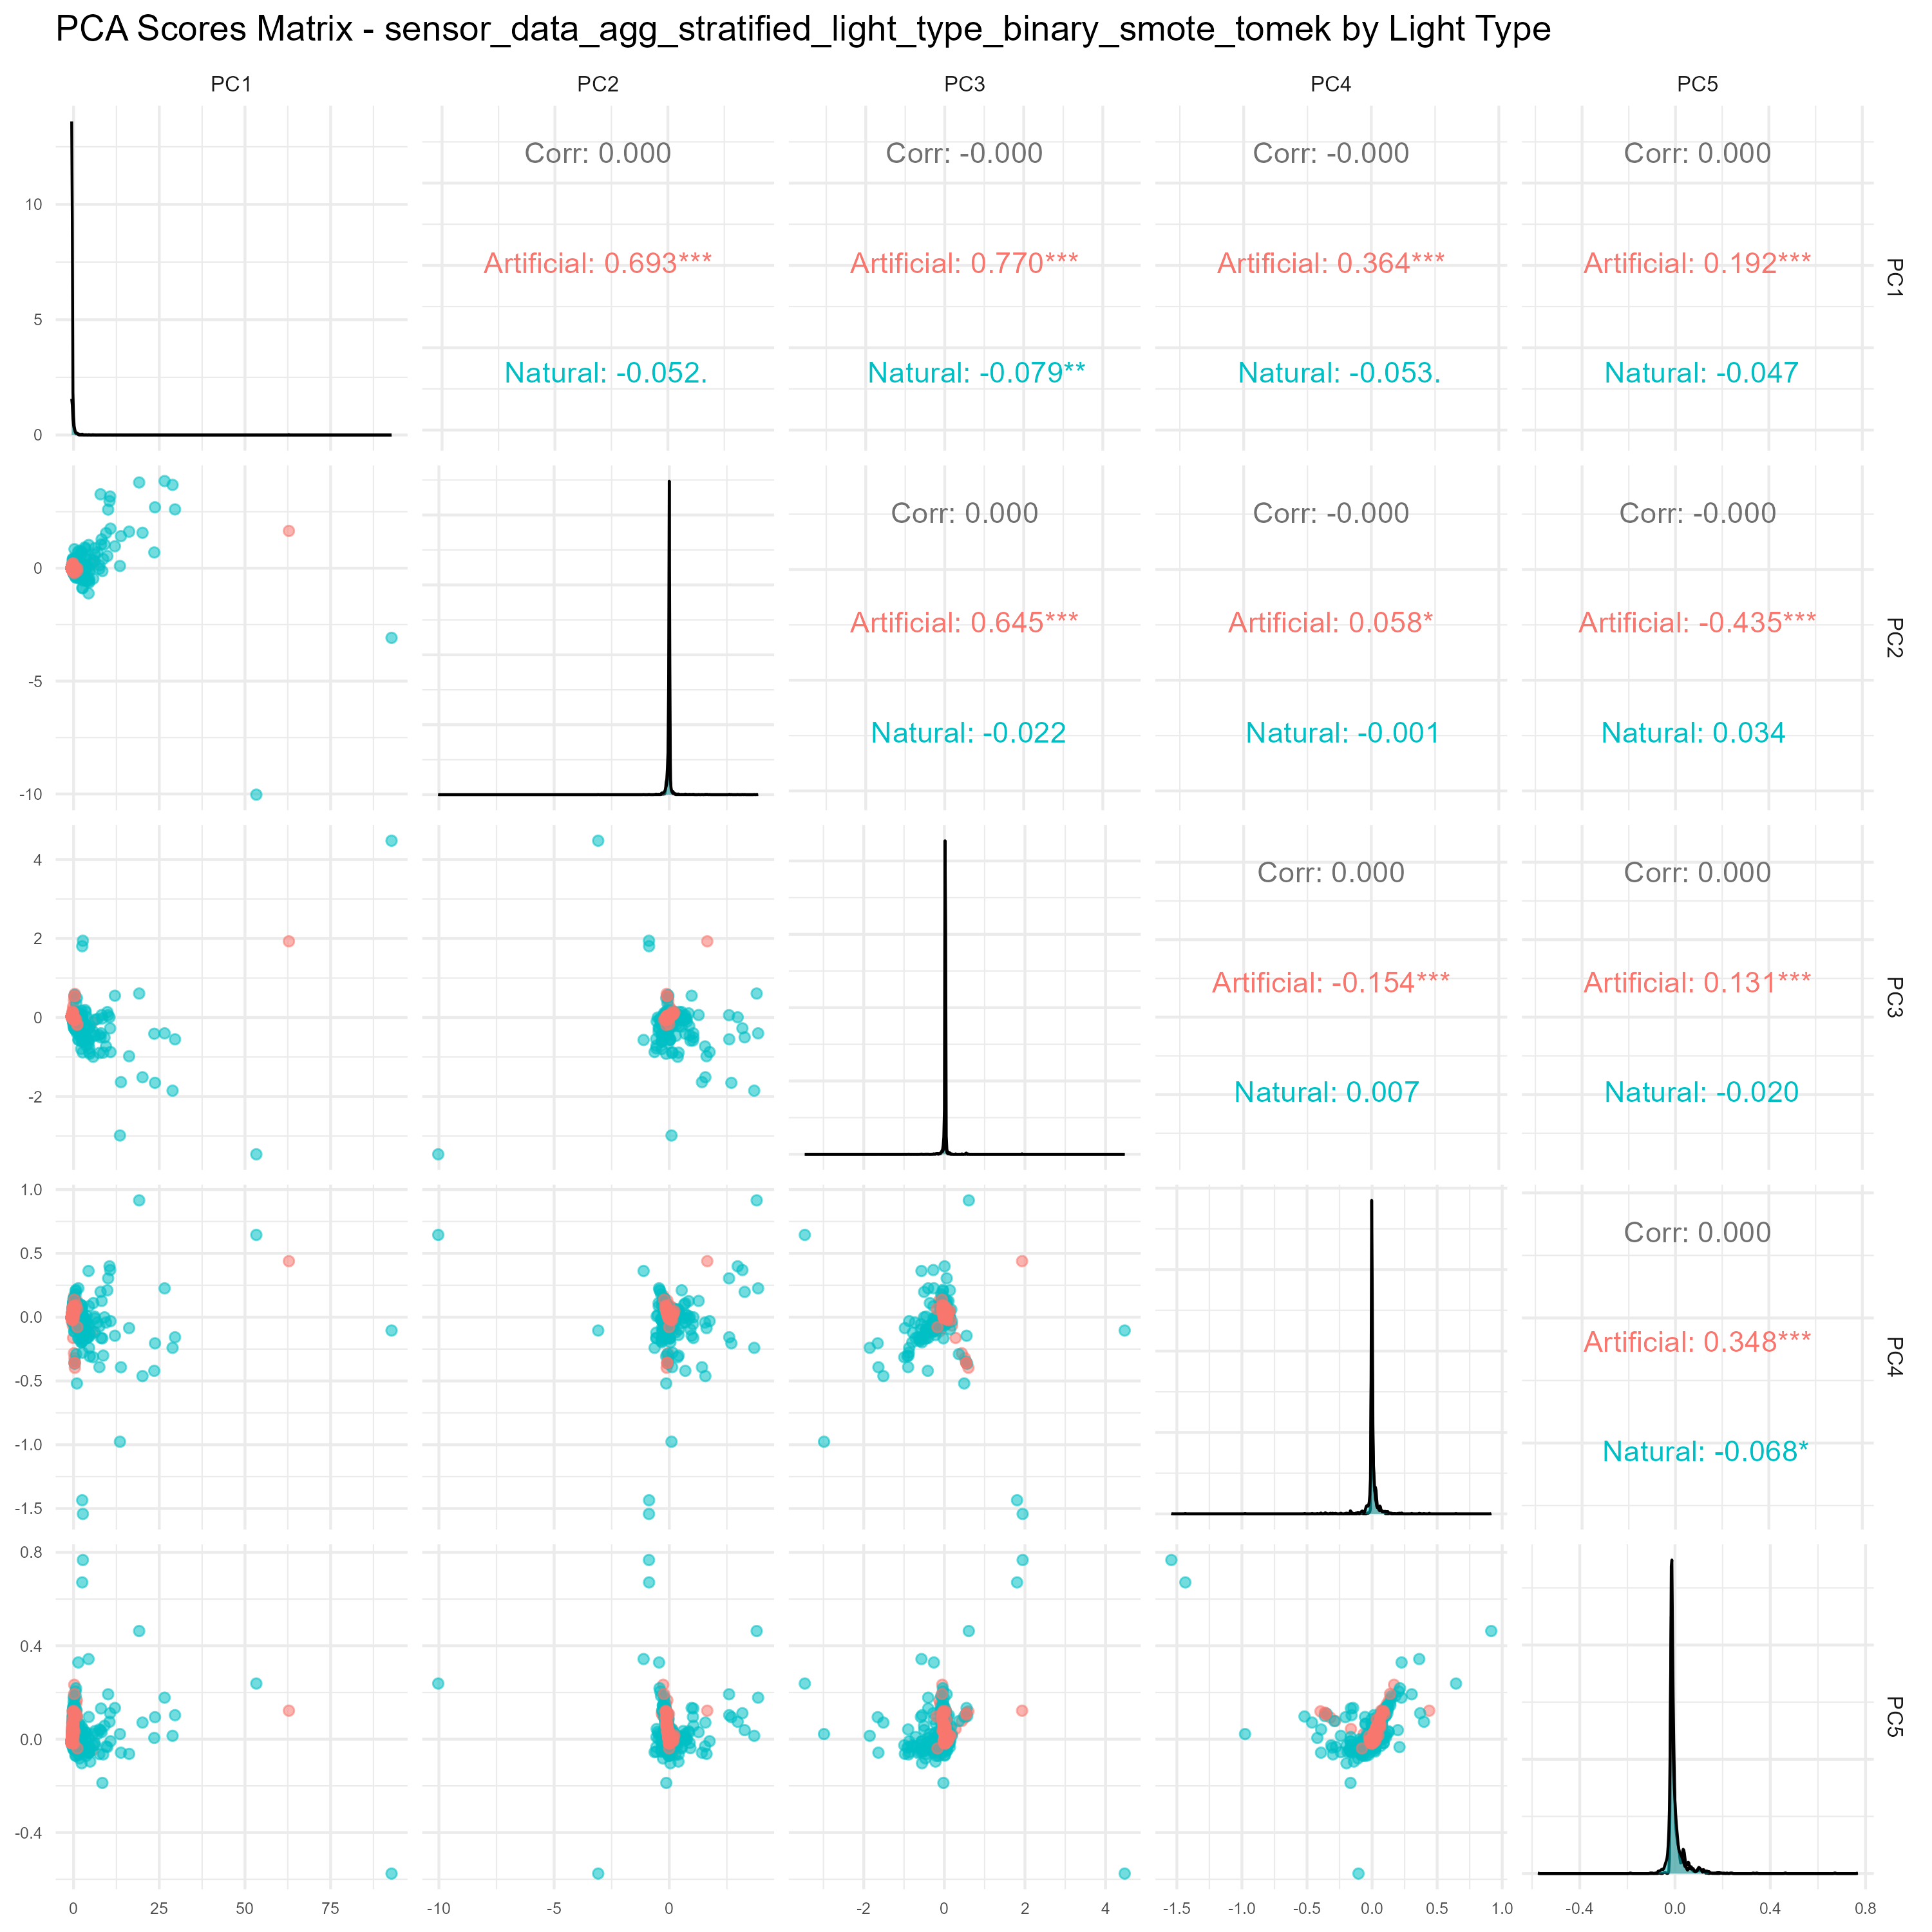 PCA Scores Matrix - sensor_data_agg_stratified_light_type_binary_smote_tomek by Light Type
PC1 PC2 PC3 PC4 PC5
10
5
0
Corr: 0.000
Artificial: 0.693***
Natural: -0.052.
Corr: -0.000
Artificial: 0.770***
Natural: -0.079**
Corr: -0.000
Artificial: 0.364***
Natural: -0.053.
Corr: 0.000
Artificial: 0.192***
Natural: -0.047
PC1
0
-5
-10
Corr: 0.000
Artificial: 0.645***
Natural: -0.022
Corr: -0.000
Artificial: 0.058*
Natural: -0.001
Corr: -0.000
Artificial: -0.435***
Natural: 0.034
PC2
4
2
0
-2
Corr: 0.000
Artificial: -0.154***
Natural: 0.007
Corr: 0.000
Artificial: 0.131***
Natural: -0.020
PC3
1.0
0.5
0.0
-0.5
-1.0
-1.5
Corr: 0.000
Artificial: 0.348***
Natural: -0.068*
PC4
0.8
0.4
0.0
-0.4
PC5
0 25 50 75
-10 -5 0
-2 0 2 4
-1.5 -1.0 -0.5 0.0 0.5 1.0
-0.4 0.0 0.4 0.8